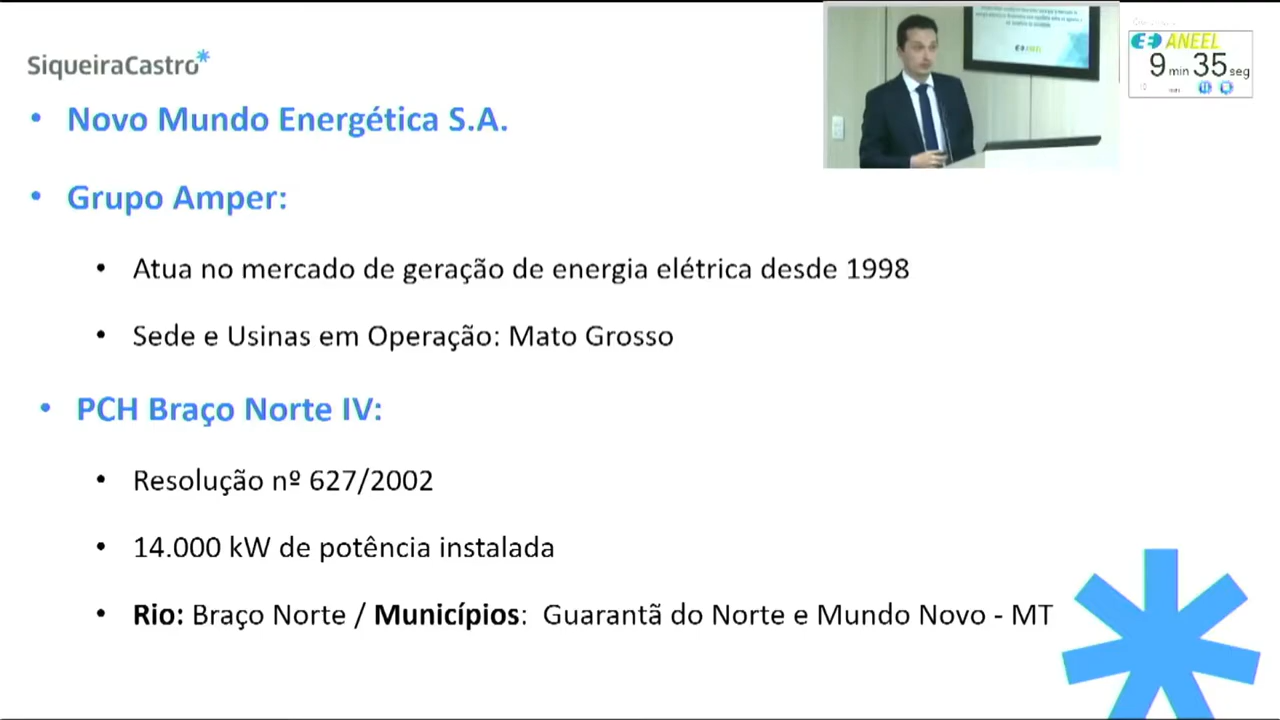 SiqueiraCastro*
• Novo Mundo Energética S.A.
• Grupo Amper:
• Atua no mercado de geração de energia elétrica desde 1998
• Sede e Usinas em Operação: Mato Grosso
• PCH Braço Norte IV:
• Resolução nº 627/2002
• 14.000 kW de potência instalada
• Rio: Braço Norte / Municípios: Guarantã do Norte e Mundo Novo - MT
ANEEL
9 min 35 seg